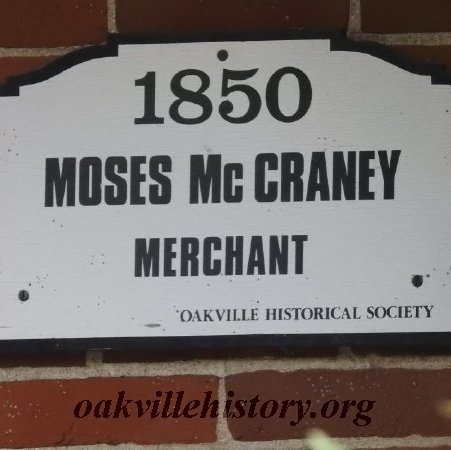 1850
MOSES Mc CRANEY
MERCHANT
OAKVILLE HISTORICAL SOCIETY
oakvillehistory.org